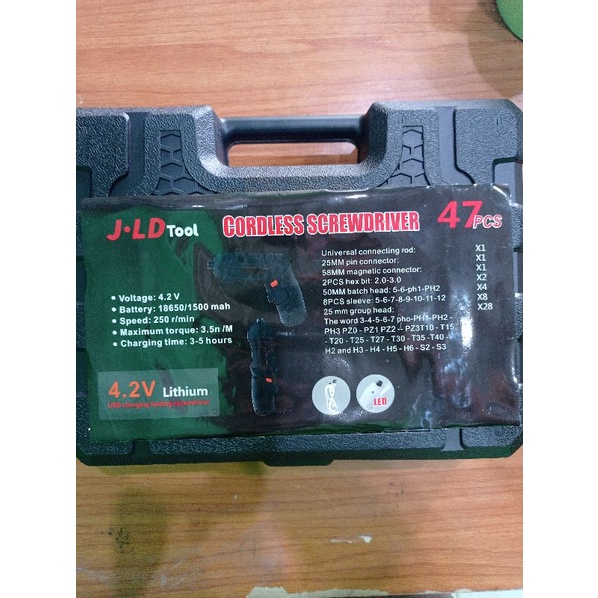 J·LD Tool
CORDLESS SCREWDRIVER
47 PCS
• Voltage: 4.2 V
• Battery: 18650/1500 mah
• Speed: 250 r/min
• Maximum torque: 3.5n /M
• Charging time: 3-5 hours
4.2V Lithium
Universal connecting rod: X1
25MM pin connector: X1
58MM magnetic connector: X1
2PCS hex bit: 2.0-3.0 X2
50MM batch head: 5-6-ph1-PH2 X4
8PCS sleeve: 5-6-7-8-9-10-11-12 X8
25 mm group head: X28
The word 3-4-5-6-7 pho-PH1-PH2 -
PH3 PZ0 - PZ1 PZ2 -- PZ3T10 - T15
- T20 - T25 - T27 - T30 - T35 - T40 -
H2 and H3 - H4 - H5 - H6 - S2 - S3
LED